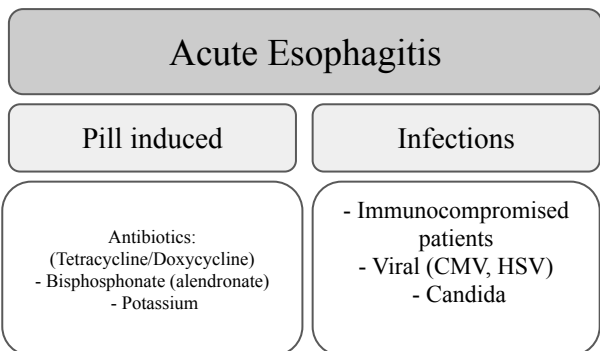 Acute Esophagitis
Pill induced
Infections
Antibiotics:
(Tetracycline/Doxycycline)
- Bisphosphonate (alendronate)
- Potassium
- Immunocompromised
patients
- Viral (CMV, HSV)
- Candida